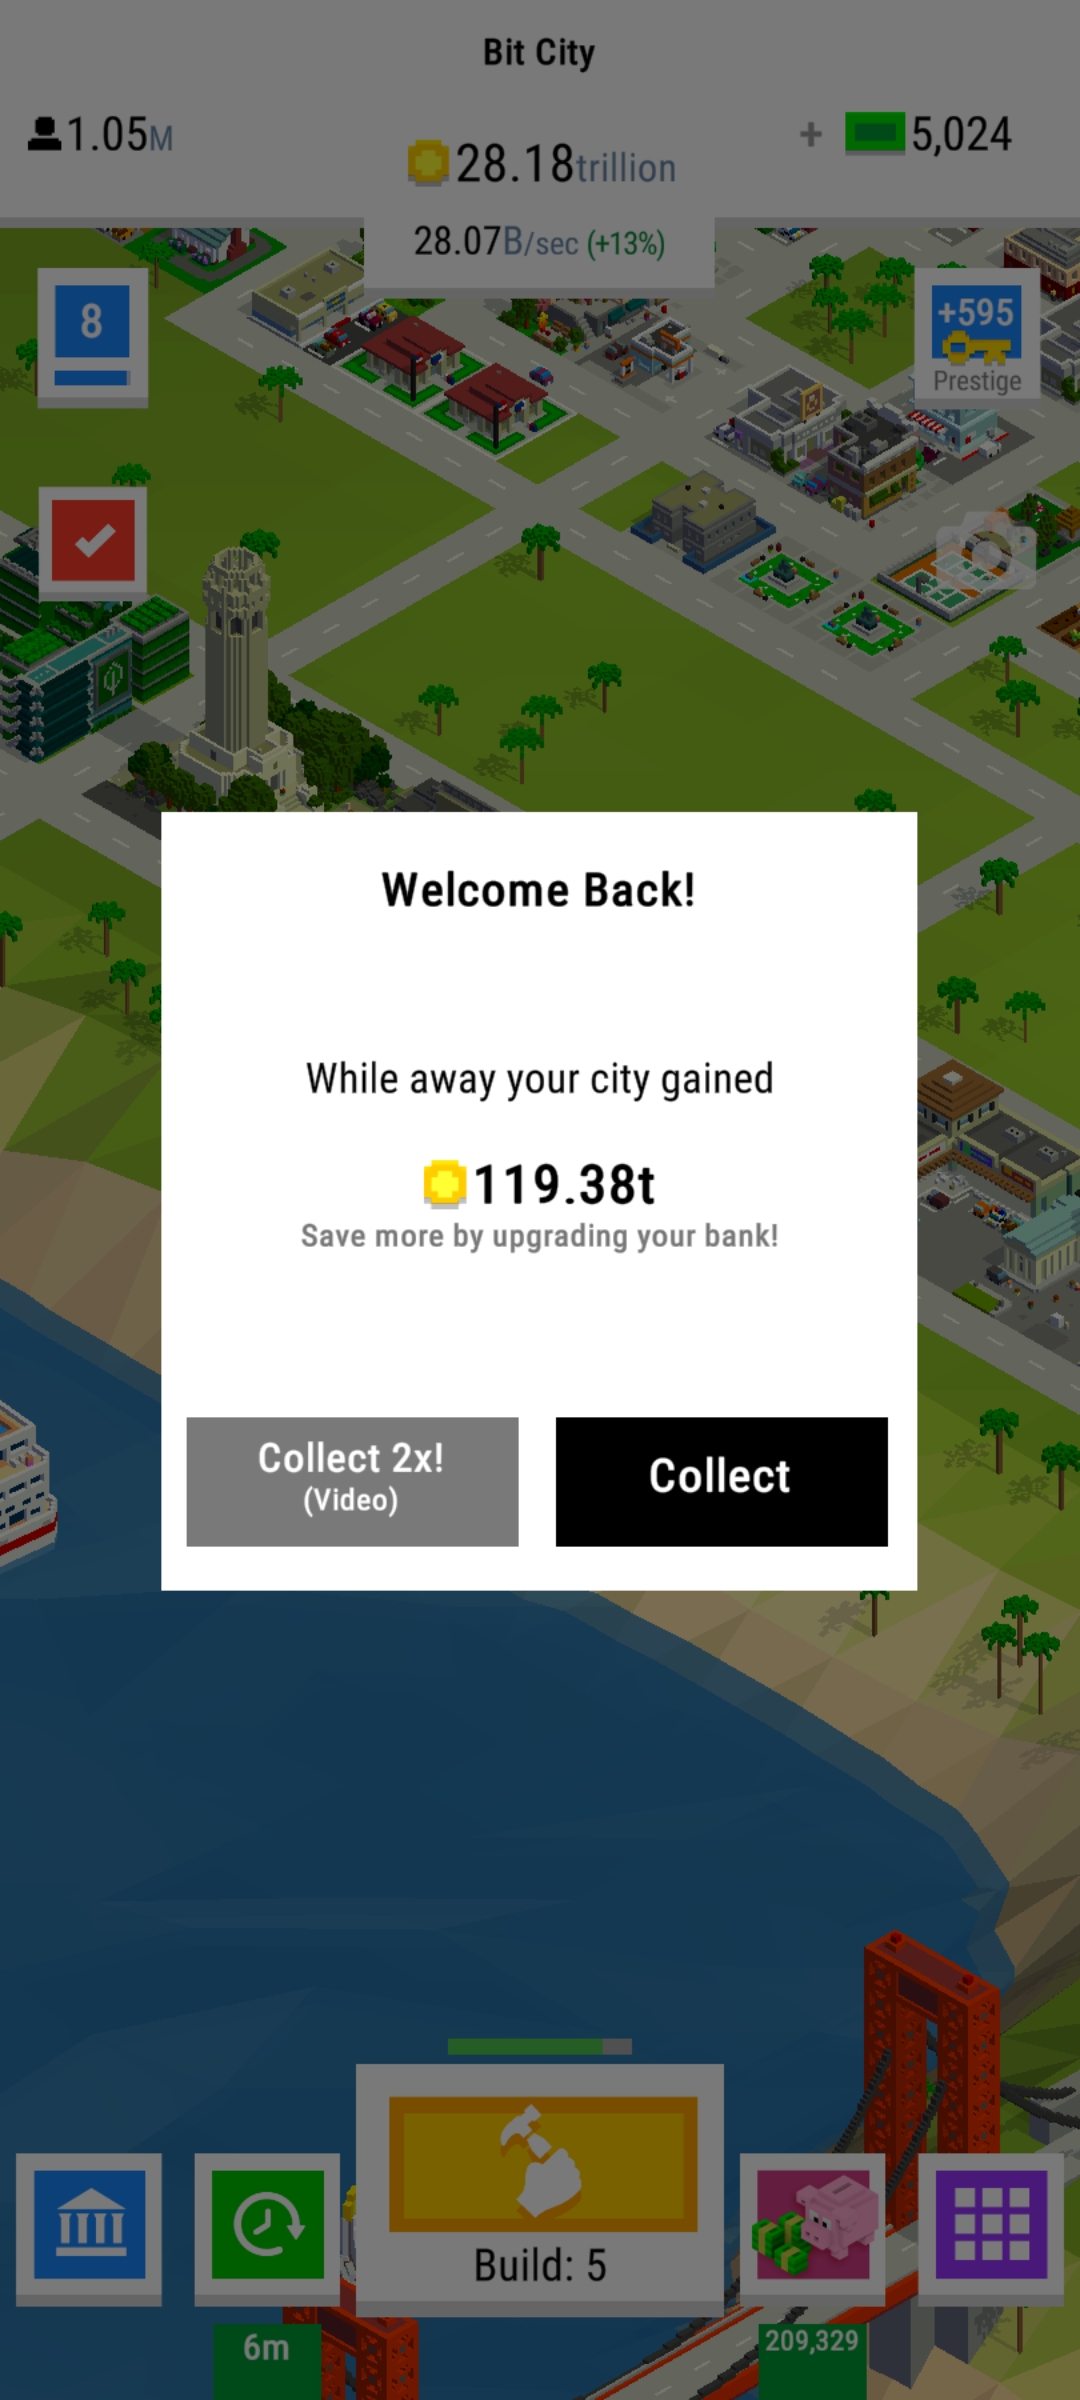 Bit City
1.05M
28.18trillion
+ 5,024
28.07B/sec (+13%)
8
+595
Prestige
Welcome Back!
While away your city gained
119.38t
Save more by upgrading your bank!
Collect 2x!
(Video)
Collect
Build: 5
6m
209,329